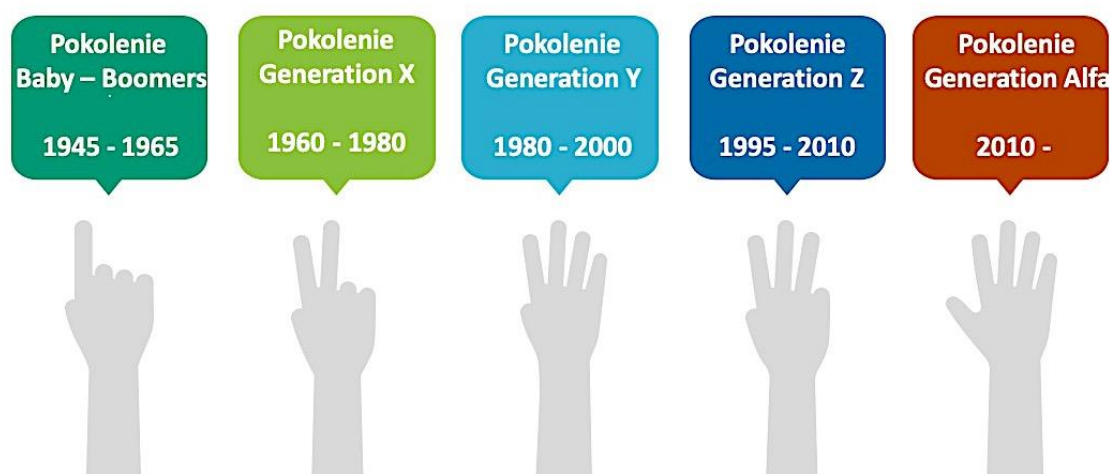 Pokolenie
Baby – Boomers
1945 - 1965
Pokolenie
Generation X
1960 - 1980
Pokolenie
Generation Y
1980 - 2000
Pokolenie
Generation Z
1995 - 2010
Pokolenie
Generation Alfa
2010 -